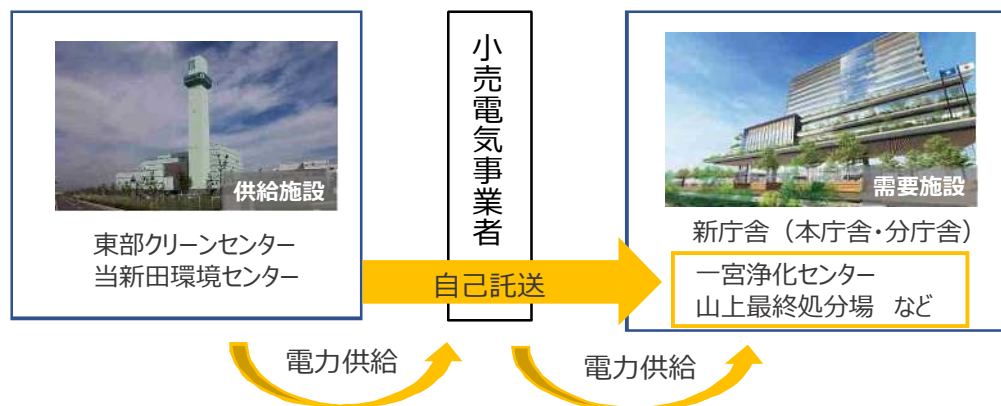 供給施設
東部クリーンセンター
当新田環境センター
小売電気事業者
自己託送
需要施設
新庁舎（本庁舎・分庁舎）
一宮浄化センター
山上最終処分場　など
電力供給
電力供給